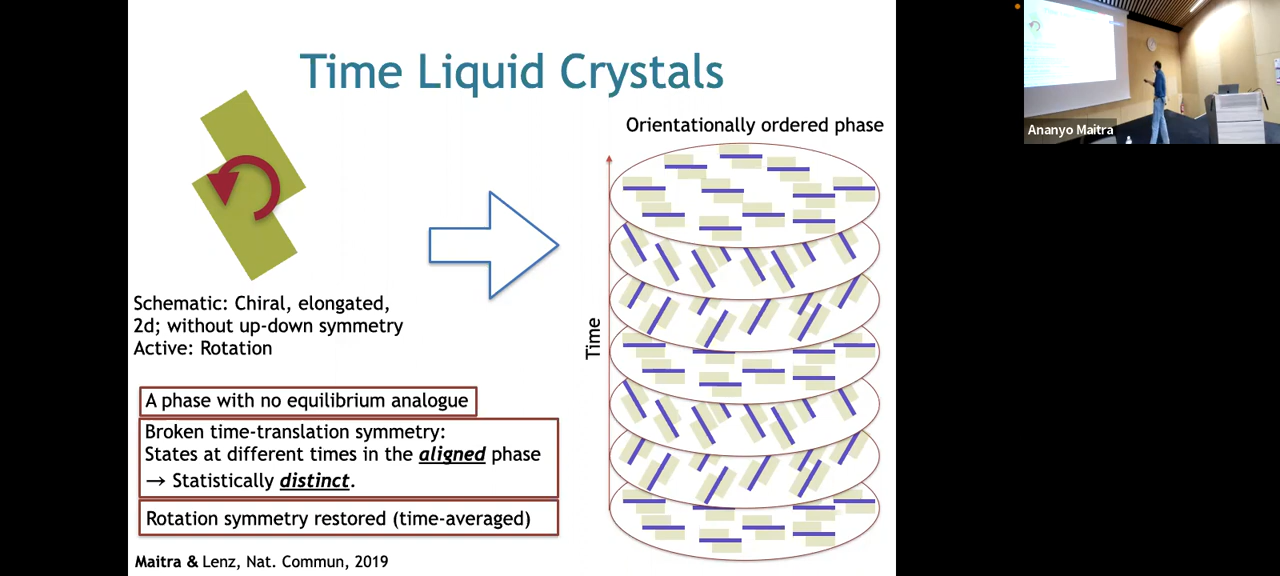 Time Liquid Crystals
Orientationally ordered phase
Time
Schematic: Chiral, elongated,
2d; without up-down symmetry
Active: Rotation
A phase with no equilibrium analogue
Broken time-translation symmetry:
States at different times in the aligned phase
→ Statistically distinct.
Rotation symmetry restored (time-averaged)
Maitra & Lenz, Nat. Commun, 2019
Ananyo Maitra